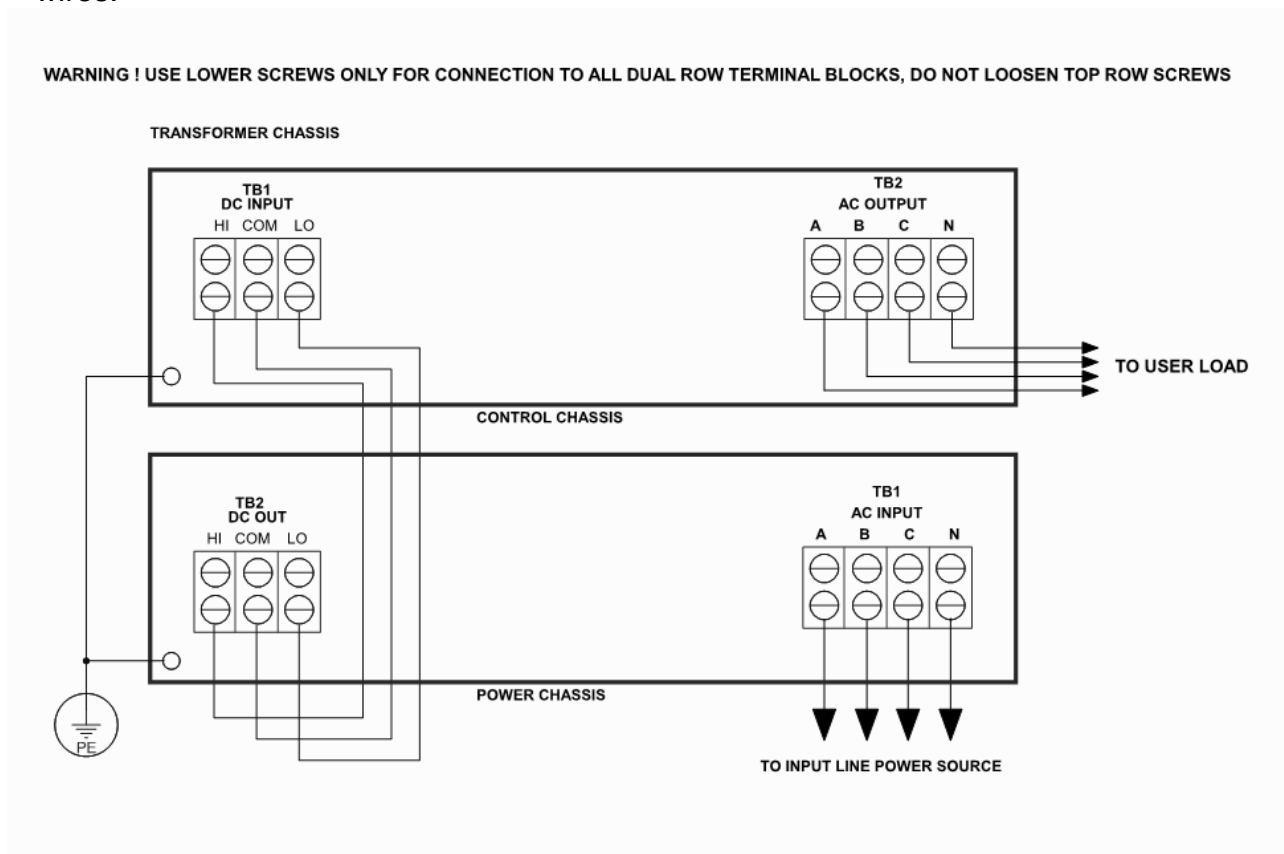 WARNING ! USE LOWER SCREWS ONLY FOR CONNECTION TO ALL DUAL ROW TERMINAL BLOCKS, DO NOT LOOSEN TOP ROW SCREWS
TRANSFORMER CHASSIS
TB1
DC INPUT
HI COM LO
TB2
AC OUTPUT
A B C N
TO USER LOAD
CONTROL CHASSIS
TB2
DC OUT
HI COM LO
TB1
AC INPUT
A B C N
POWER CHASSIS
PE
TO INPUT LINE POWER SOURCE